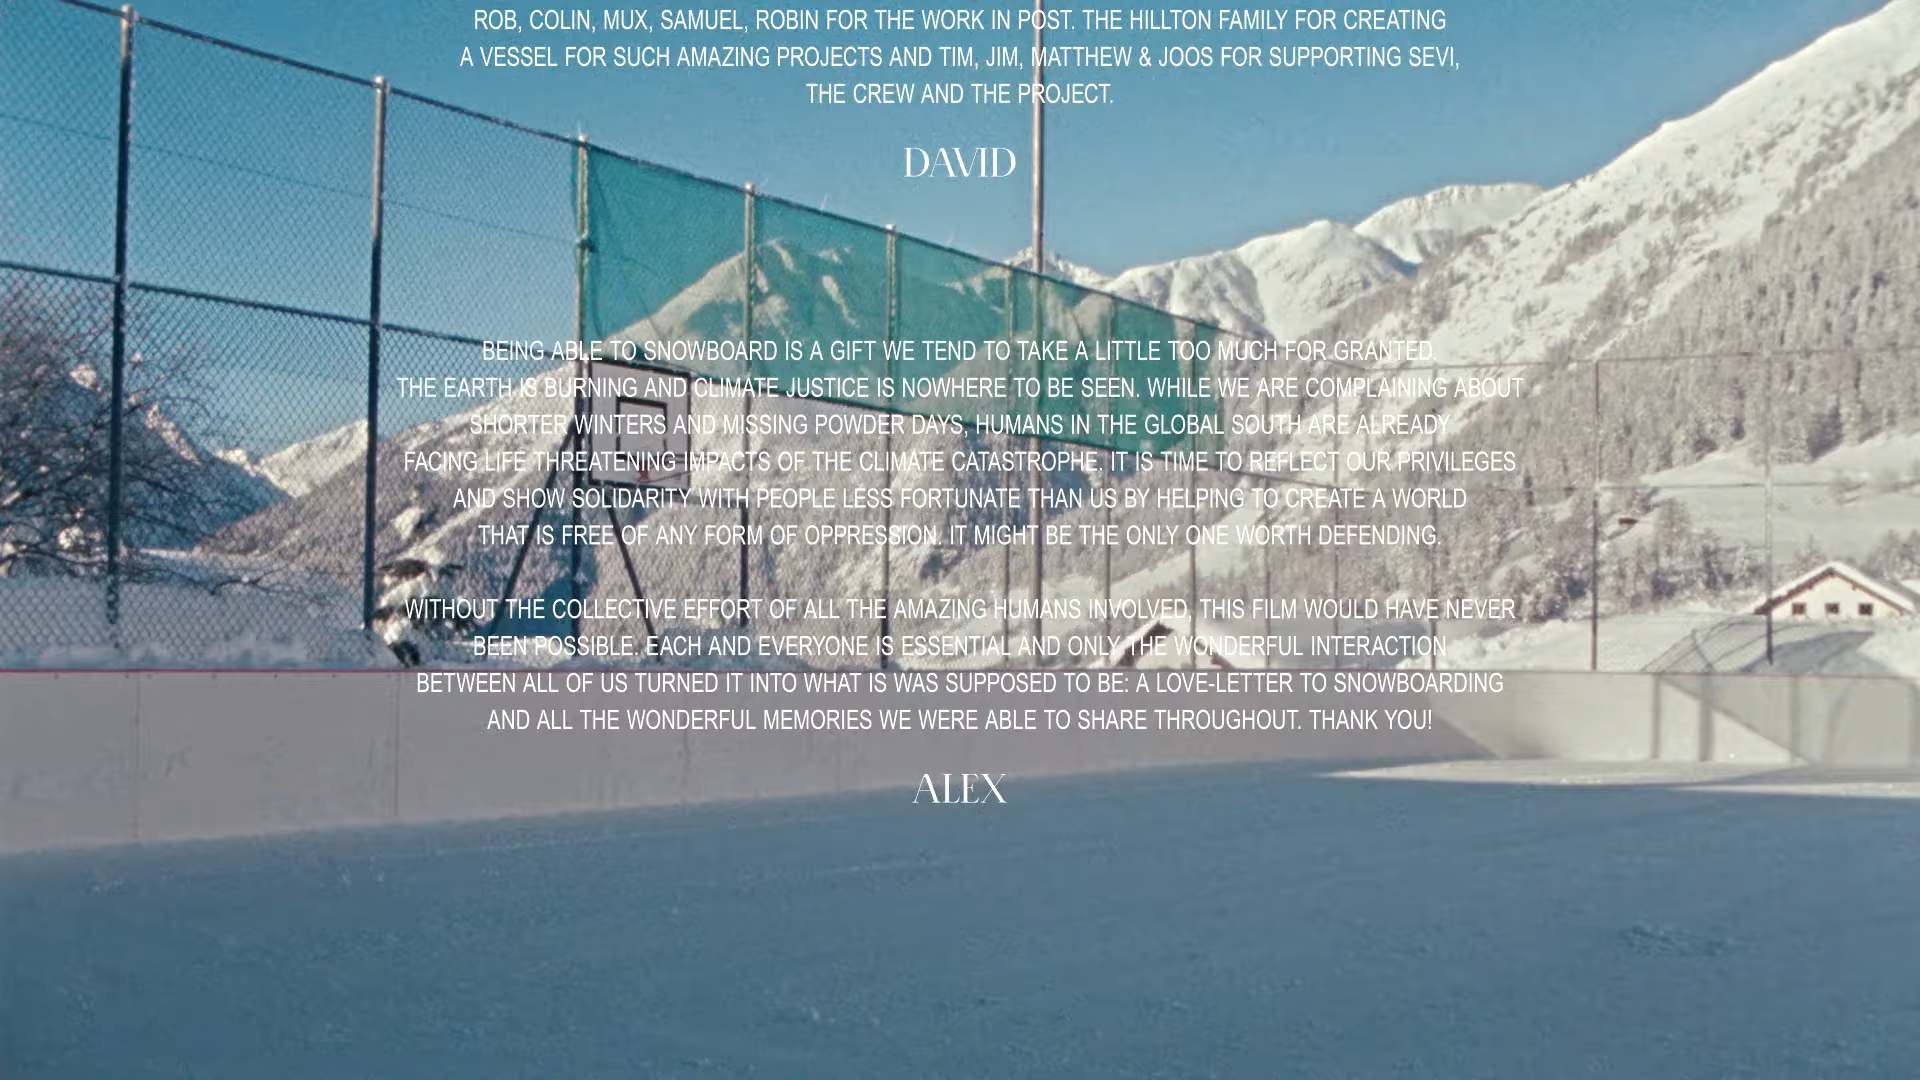 ROB, COLIN, MUX, SAMUEL, ROBIN FOR THE WORK IN POST. THE HILLTON FAMILY FOR CREATING
A VESSEL FOR SUCH AMAZING PROJECTS AND TIM, JIM, MATTHEW & JOOS FOR SUPPORTING SEVI,
THE CREW AND THE PROJECT.
DAVID
BEING ABLE TO SNOWBOARD IS A GIFT WE TEND TO TAKE A LITTLE TOO MUCH FOR GRANTED.
THE EARTH IS BURNING AND CLIMATE JUSTICE IS NOWHERE TO BE SEEN. WHILE WE ARE COMPLAINING ABOUT
SHORTER WINTERS AND MISSING POWDER DAYS, HUMANS IN THE GLOBAL SOUTH ARE ALREADY
FACING LIFE THREATENING IMPACTS OF THE CLIMATE CATASTROPHE. IT IS TIME TO REFLECT OUR PRIVILEGES
AND SHOW SOLIDARITY WITH PEOPLE LESS FORTUNATE THAN US BY HELPING TO CREATE A WORLD
THAT IS FREE OF ANY FORM OF OPPRESSION. IT MIGHT BE THE ONLY ONE WORTH DEFENDING.
WITHOUT THE COLLECTIVE EFFORT OF ALL THE AMAZING HUMANS INVOLVED, THIS FILM WOULD HAVE NEVER
BEEN POSSIBLE. EACH AND EVERYONE IS ESSENTIAL AND ONLY THE WONDERFUL INTERACTION
BETWEEN ALL OF US TURNED IT INTO WHAT IS WAS SUPPOSED TO BE: A LOVE-LETTER TO SNOWBOARDING
AND ALL THE WONDERFUL MEMORIES WE WERE ABLE TO SHARE THROUGHOUT. THANK YOU!
ALEX